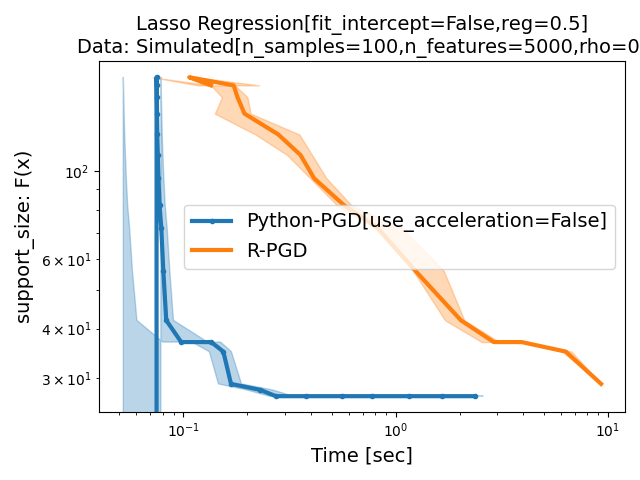 Lasso Regression[fit_intercept=False,reg=0.5]
Data: Simulated[n_samples=100,n_features=5000,rho=0
support_size: F(x)
10²
6 × 10¹
4 × 10¹
3 × 10¹
Python-PGD[use_acceleration=False]
R-PGD
10⁻¹
10⁰
10¹
Time [sec]